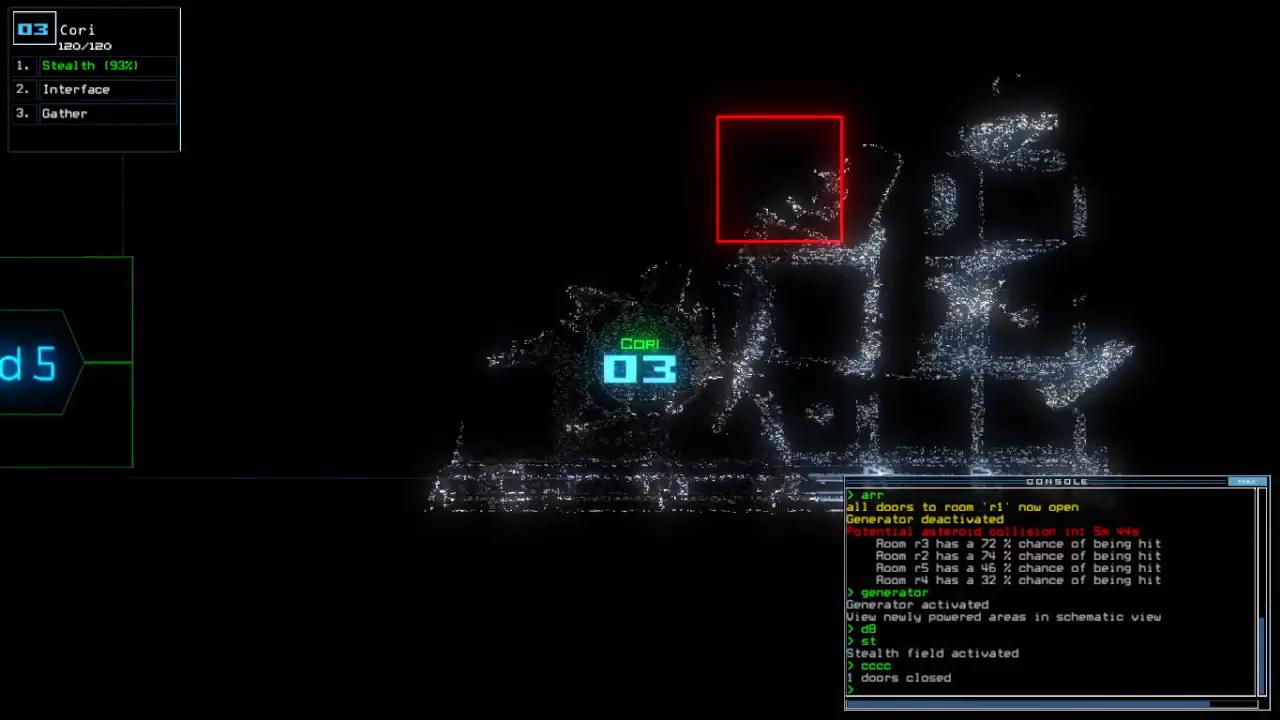 03 Cori
120/120
1. Stealth (93%)
2. Interface
3. Gather
d5
Cori
03
CONSOLE
Max
> arr
all doors to room 'r1' now open
Generator deactivated
Potential asteroid collision in: 5m 44s
Room r3 has a 72 % chance of being hit
Room r2 has a 74 % chance of being hit
Room r5 has a 46 % chance of being hit
Room r4 has a 32 % chance of being hit
> generator
Generator activated
View newly powered areas in schematic view
> d8
> st
Stealth field activated
> cccc
1 doors closed
>